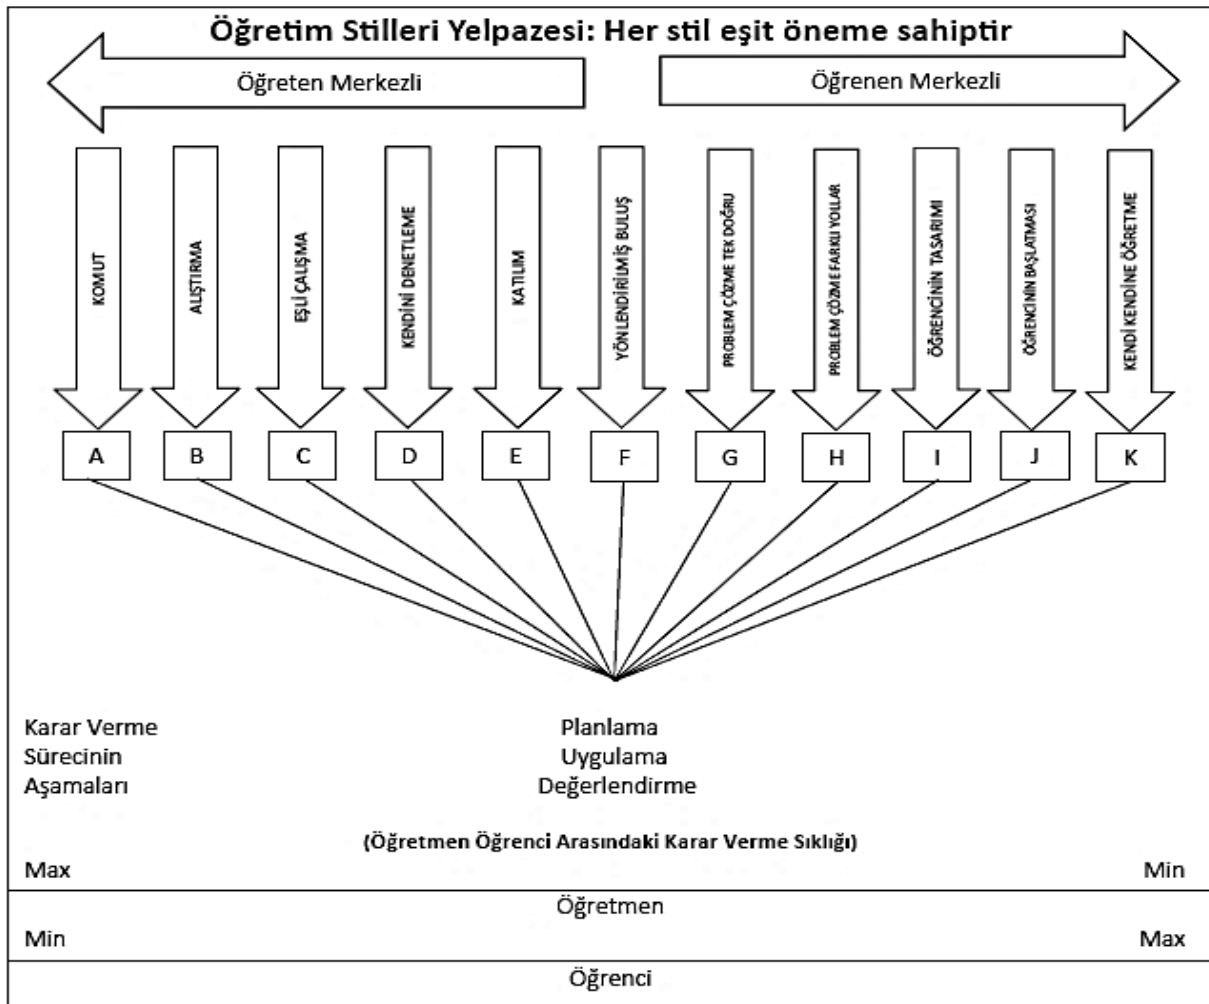 Öğretim Stilleri Yelpazesi: Her stil eşit öneme sahiptir
Öğreten Merkezli
Öğrenen Merkezli
KOMUT
ALIŞTIRMA
EŞLİ ÇALIŞMA
KENDİNİ DENETLEME
KATILIM
YÖNLENDİRİLMİŞ BULUŞ
PROBLEM ÇÖZME TEK DOĞRU
PROBLEM ÇÖZME FARKLI YOLLAR
ÖĞRENCİNİN TASARIMI
ÖĞRENCİNİN BAŞLATMASI
KENDİ KENDİNE ÖĞRETME
A
B
C
D
E
F
G
H
I
J
K
Karar Verme
Sürecinin
Aşamaları
Planlama
Uygulama
Değerlendirme
(Öğretmen Öğrenci Arasındaki Karar Verme Sıklığı)
Max
Min
Öğretmen
Min
Max
Öğrenci